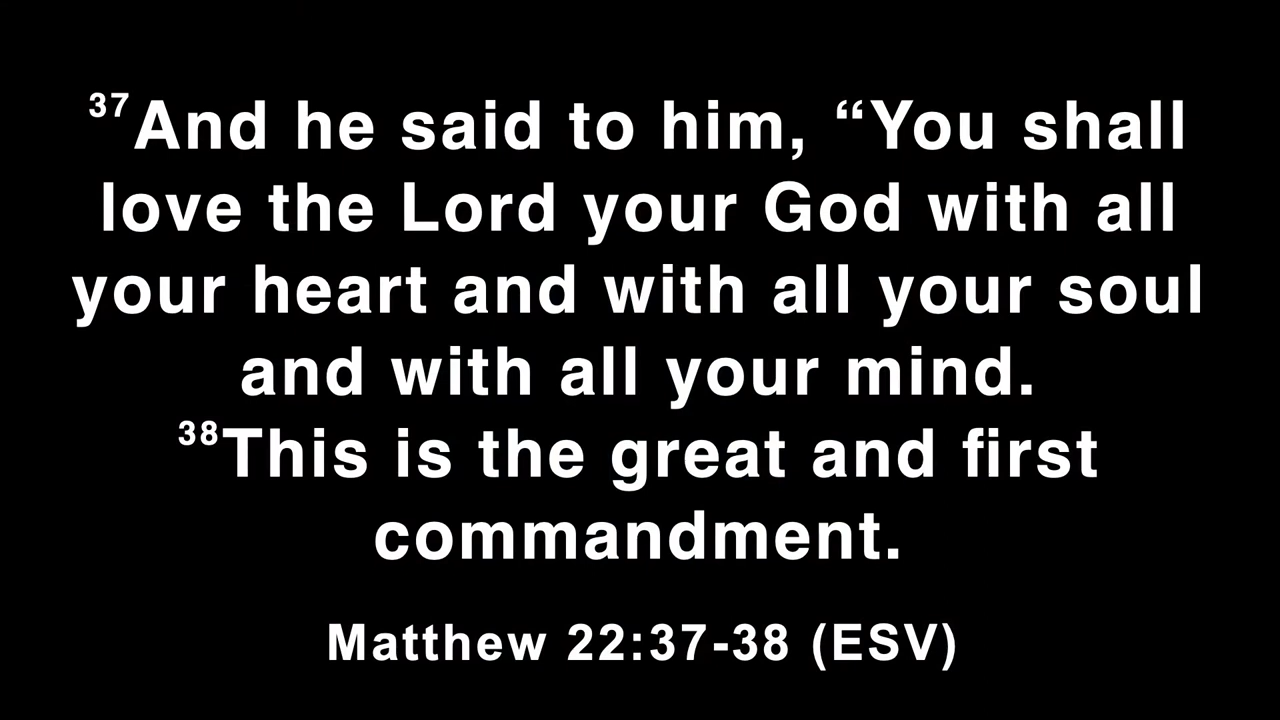 37And he said to him, “You shall
love the Lord your God with all
your heart and with all your soul
and with all your mind.
38This is the great and first
commandment.
Matthew 22:37-38 (ESV)